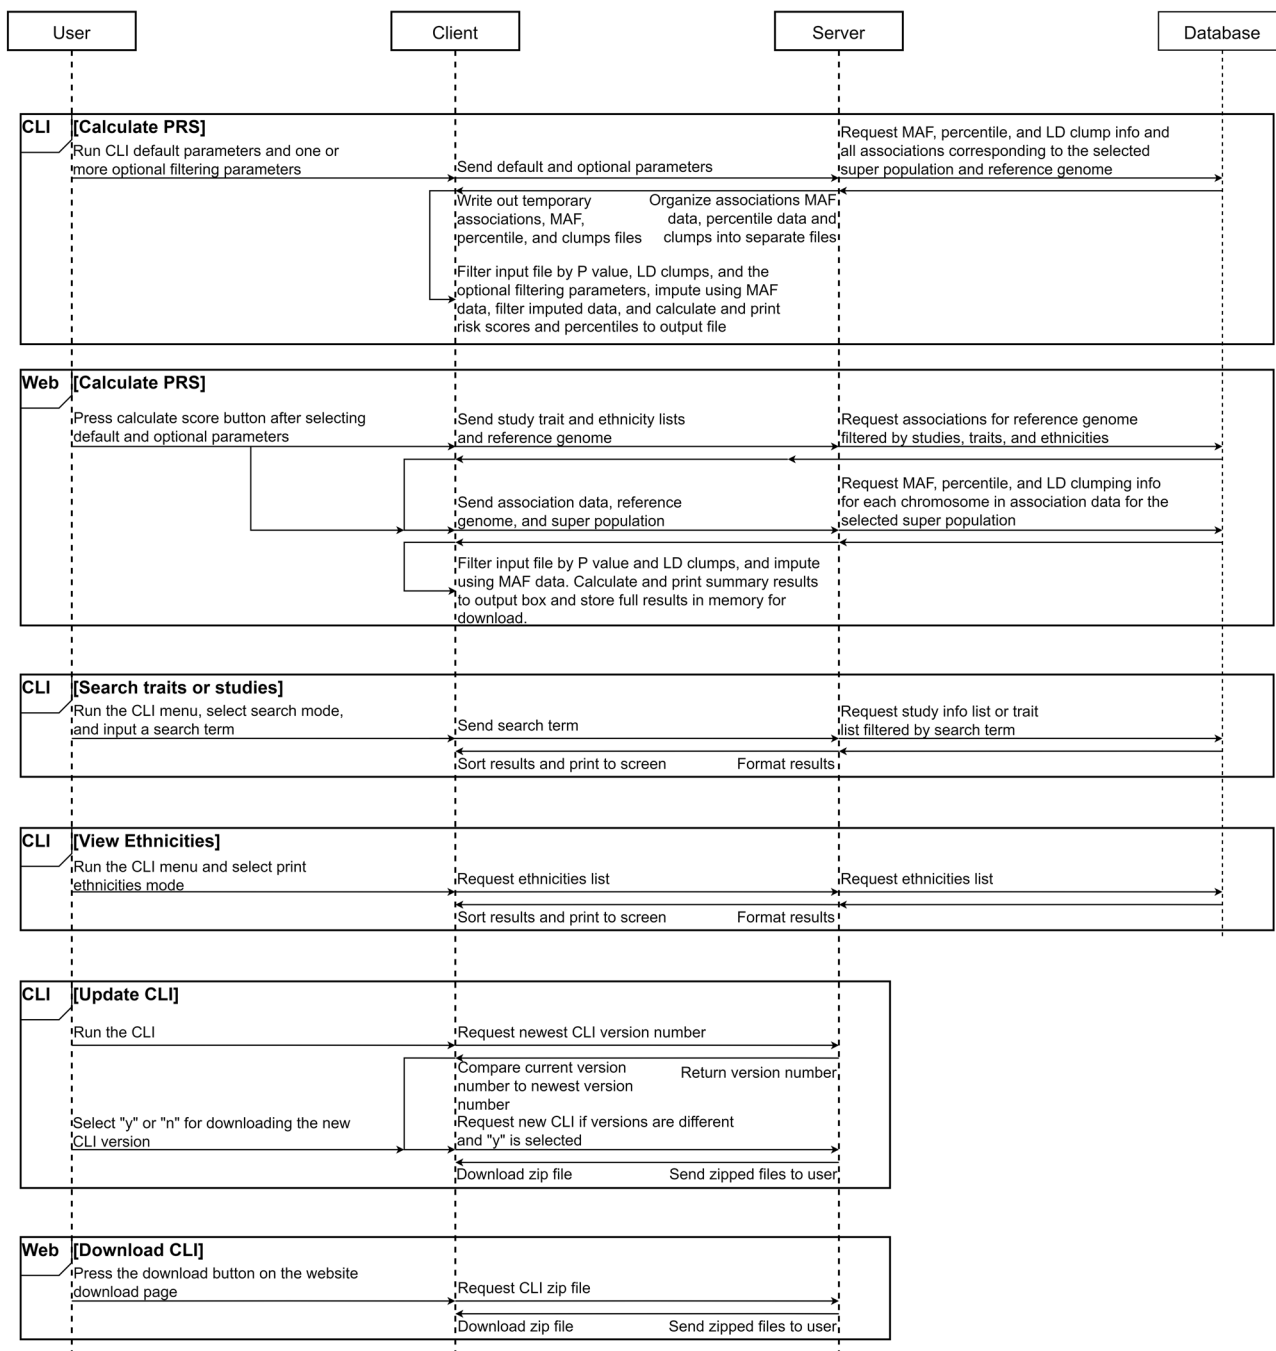 User
Client
Server
Database
CLI
[Calculate PRS]
Run CLI default parameters and one or
more optional filtering parameters
Send default and optional parameters
Request MAF, percentile, and LD clump info and
all associations corresponding to the selected
super population and reference genome
Write out temporary
associations, MAF,
percentile, and clumps files
Organize associations MAF
data, percentile data and
clumps into separate files
Filter input file by P value, LD clumps, and the
optional filtering parameters, impute using MAF
data, filter imputed data, and calculate and print
risk scores and percentiles to output file
Web
[Calculate PRS]
Press calculate score button after selecting
default and optional parameters
Send study trait and ethnicity lists
and reference genome
Request associations for reference genome
filtered by studies, traits, and ethnicities
Send association data, reference
genome, and super population
Request MAF, percentile, and LD clumping info
for each chromosome in association data for the
selected super population
Filter input file by P value and LD clumps, and impute
using MAF data. Calculate and print summary results
to output box and store full results in memory for
download.
CLI
[Search traits or studies]
Run the CLI menu, select search mode,
and input a search term
Send search term
Request study info list or trait
list filtered by search term
Sort results and print to screen
Format results
CLI
[View Ethnicities]
Run the CLI menu and select print
ethnicities mode
Request ethnicities list
Request ethnicities list
Sort results and print to screen
Format results
CLI
[Update CLI]
Run the CLI
Request newest CLI version number
Compare current version
number to newest version
number
Return version number
Select "y" or "n" for downloading the new
CLI version
Request new CLI if versions are different
and "y" is selected
Download zip file
Send zipped files to user
Web
[Download CLI]
Press the download button on the website
download page
Request CLI zip file
Download zip file
Send zipped files to user